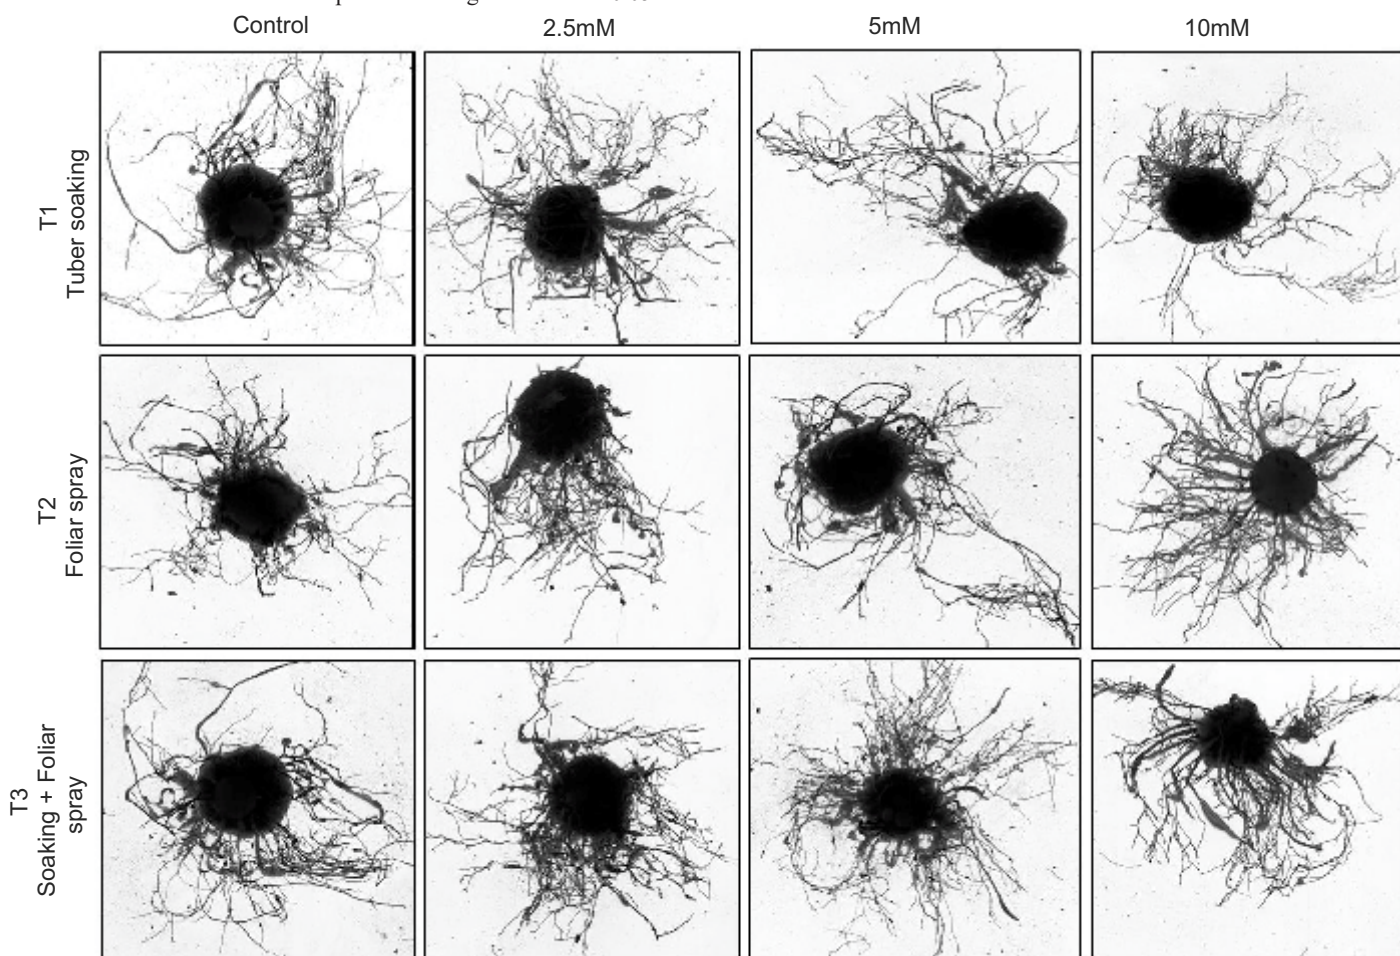 Control 2.5mM 5mM 10mM
T1
Tuber soaking
T2
Foliar spray
T3
Soaking + Foliar
spray